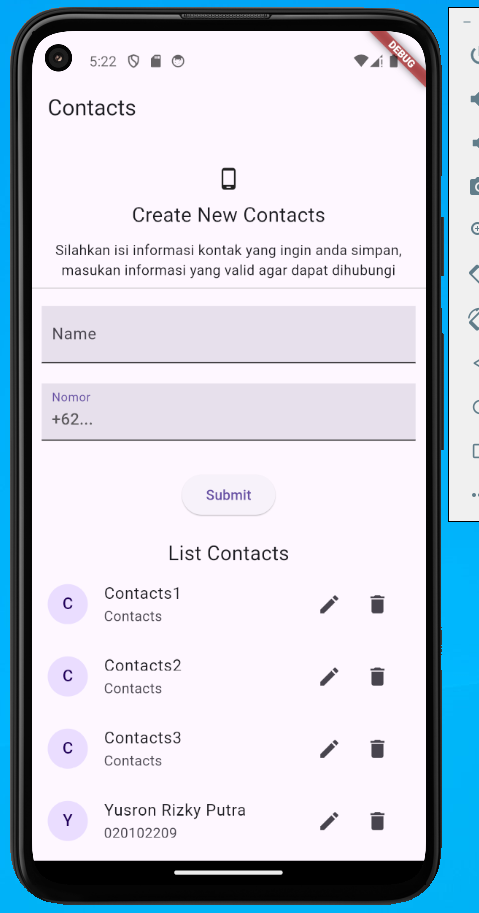 5:22
DEBUG
Contacts
Create New Contacts
Silahkan isi informasi kontak yang ingin anda simpan,
masukan informasi yang valid agar dapat dihubungi
Name
Nomor
+62...
Submit
List Contacts
C
Contacts1
Contacts
C
Contacts2
Contacts
C
Contacts3
Contacts
Y
Yusron Rizky Putra
020102209